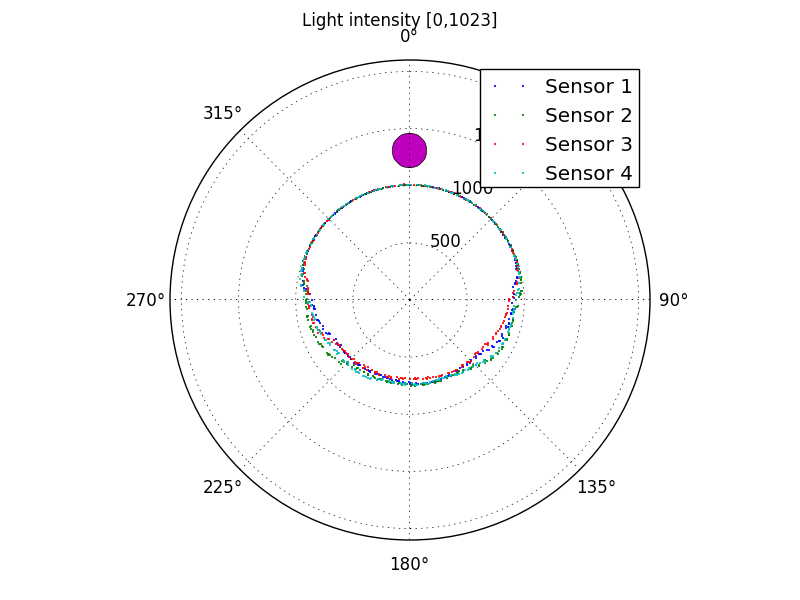 Light intensity [0,1023]
0°
315°
Sensor 1
Sensor 2
Sensor 3
Sensor 4
1000
500
270°
90°
225°
135°
180°